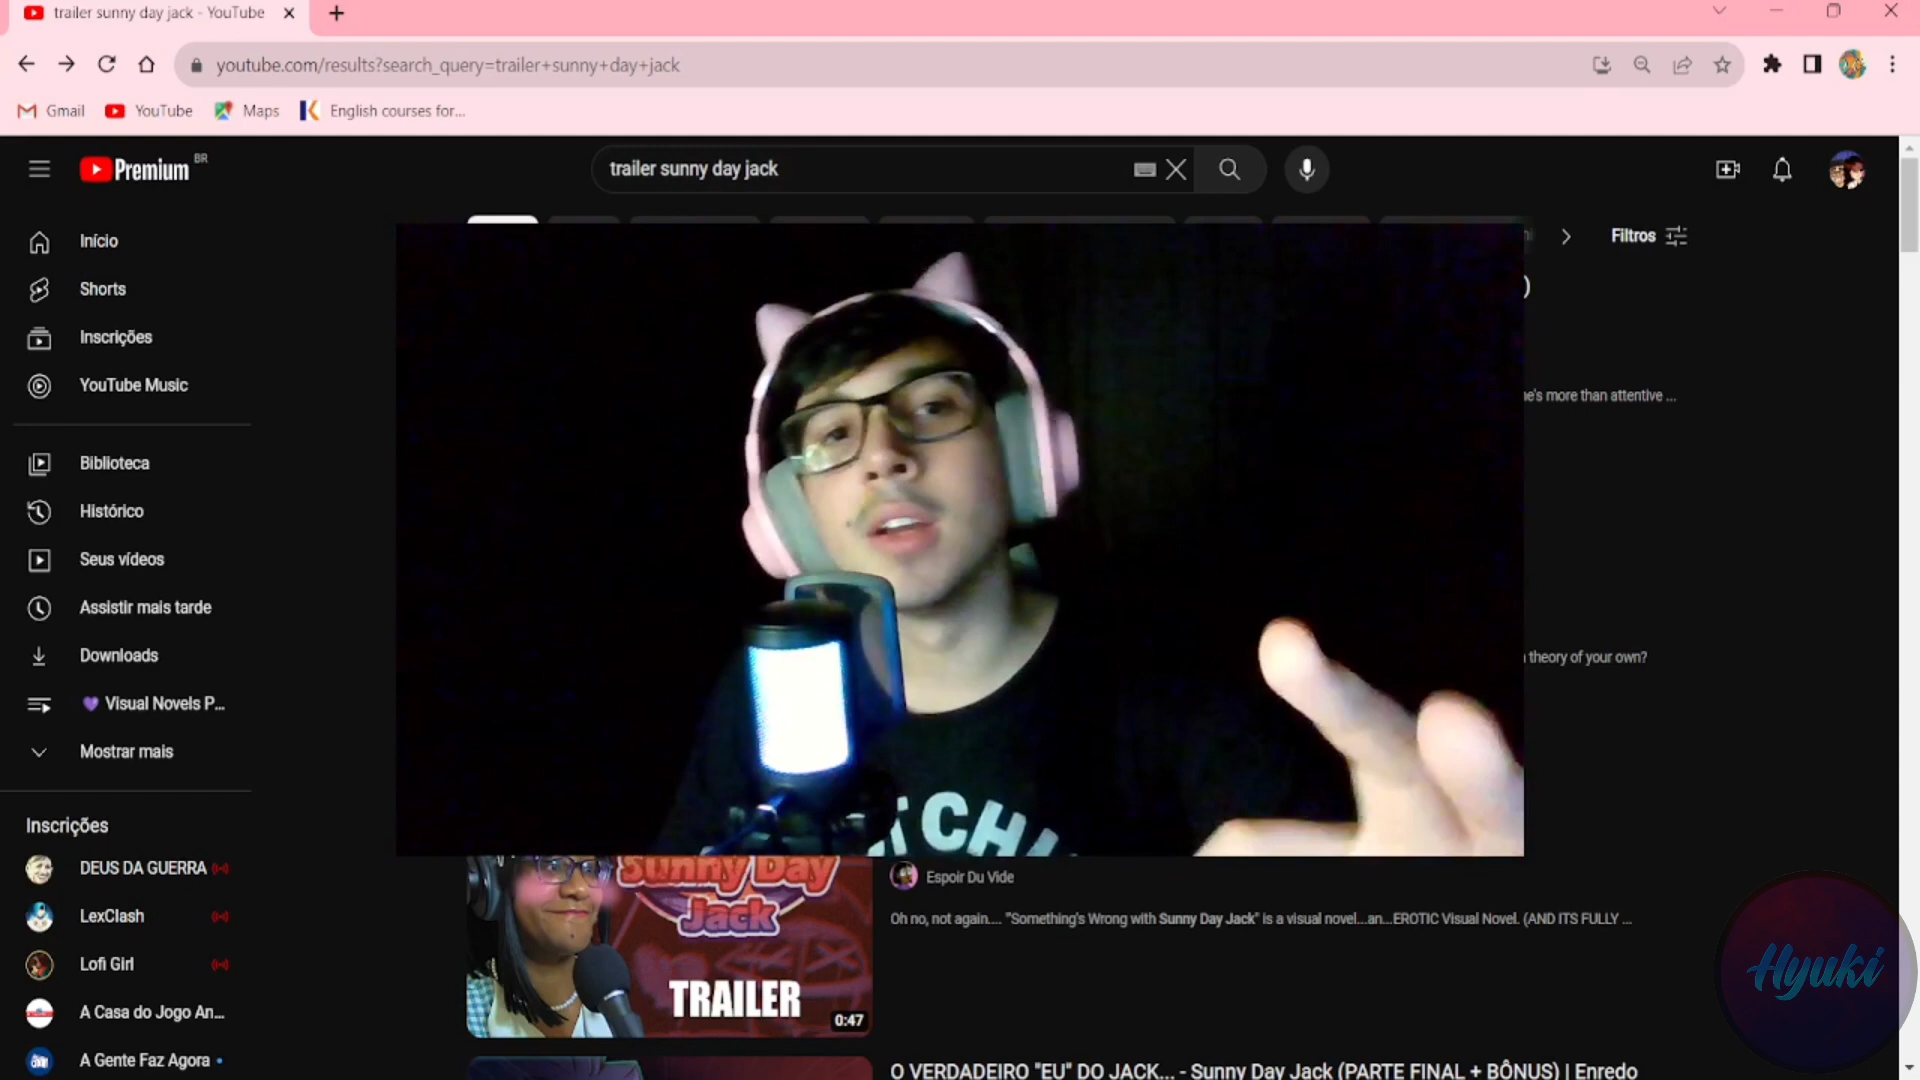 trailer sunny day jack - YouTube
youtube.com/results?search_query=trailer+sunny+day+jack
Gmail
YouTube
Maps
English courses for...
Premium BR
trailer sunny day jack
Início
Shorts
Inscrições
YouTube Music
Biblioteca
Histórico
Seus vídeos
Assistir mais tarde
Downloads
💜 Visual Novels P...
Mostrar mais
Inscrições
DEUS DA GUERRA
LexClash
Lofi Girl
A Casa do Jogo An...
A Gente Faz Agora
Filtros
)
he's more than attentive ...
theory of your own?
CHI
Sunny Day
Jack
TRAILER
0:47
Espoir Du Vide
Oh no, not again.... "Something's Wrong with Sunny Day Jack" is a visual novel...an...EROTIC Visual Novel. (AND ITS FULLY ...
O VERDADEIRO "EU" DO JACK... - Sunny Day Jack (PARTE FINAL + BÔNUS) | Enredo
Hyuki